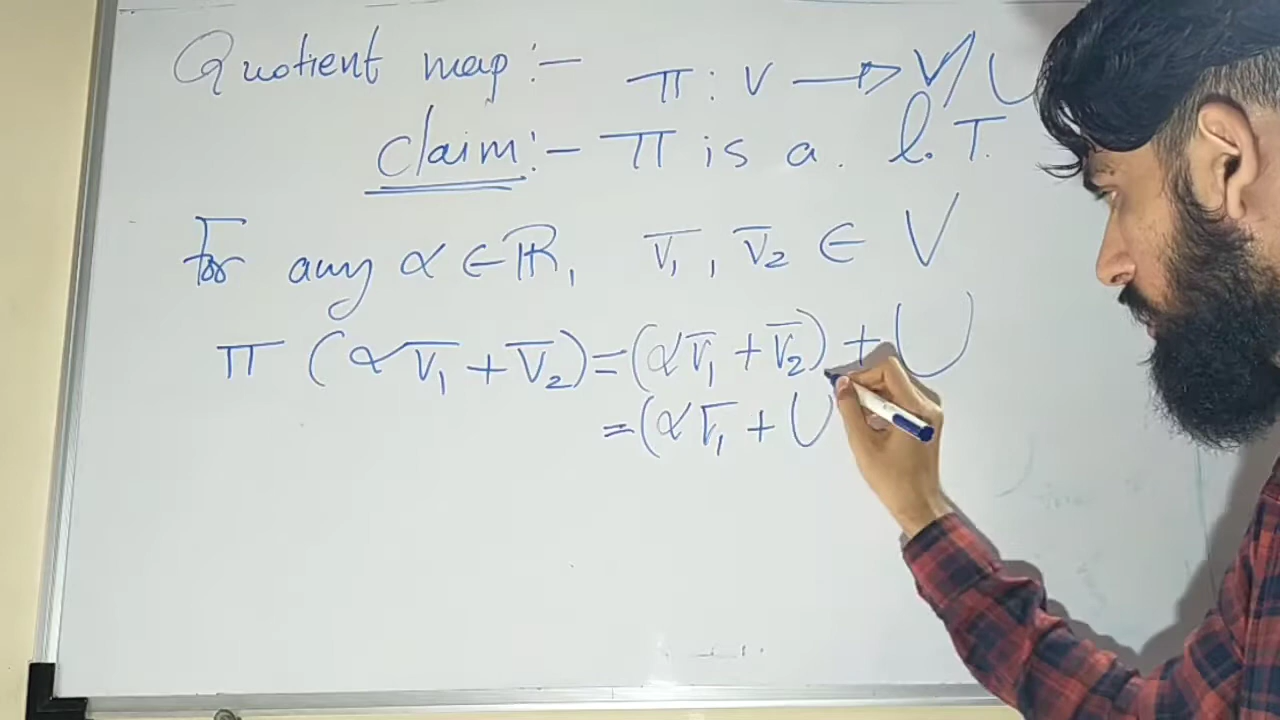 Quotient map :- π : V → V/U
claim :- π is a. l.T.
For any α ∈ ℝ, v̅₁, v̅₂ ∈ V
π (αv̅₁ + v̅₂) = (αv̅₁ + v̅₂) + U
= (αv̅₁ + U